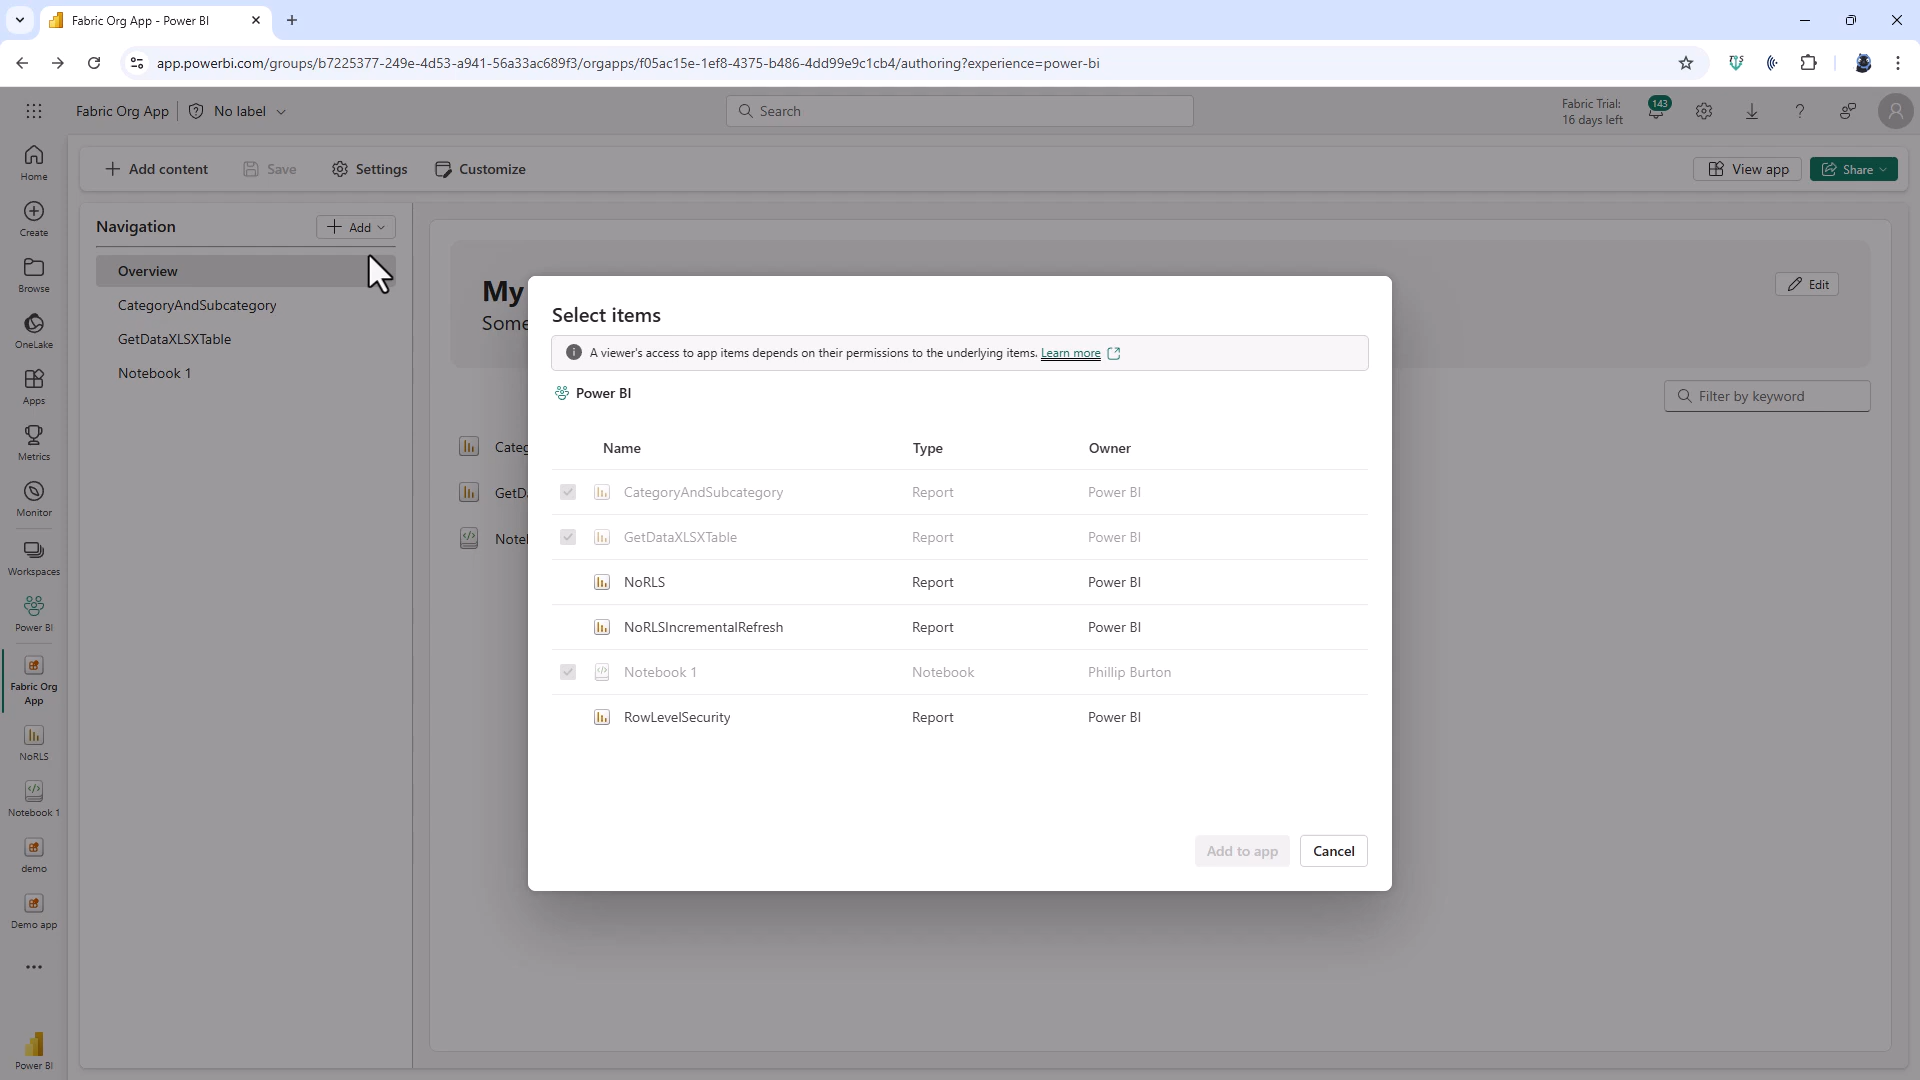 Fabric Org App - Power BI
app.powerbi.com/groups/b7225377-249e-4d53-a941-56a33ac689f3/orgapps/f05ac15e-1ef8-4375-b486-4dd99e9c1cb4/authoring?experience=power-bi
Fabric Org App
No label
Search
Fabric Trial:
16 days left
143
Home
Create
Browse
OneLake
Apps
Metrics
Monitor
Workspaces
Power BI
Fabric Org
App
NoRLS
Notebook 1
demo
Demo app
Power BI
Add content
Save
Settings
Customize
View app
Share
Navigation
Add
Overview
CategoryAndSubcategory
GetDataXLSXTable
Notebook 1
My
Some
Edit
Filter by keyword
Categ
GetD
Note
Select items
A viewer's access to app items depends on their permissions to the underlying items. Learn more
Power BI
Name Type Owner
CategoryAndSubcategory Report Power BI
GetDataXLSXTable Report Power BI
NoRLS Report Power BI
NoRLSIncrementalRefresh Report Power BI
Notebook 1 Notebook Phillip Burton
RowLevelSecurity Report Power BI
Add to app
Cancel